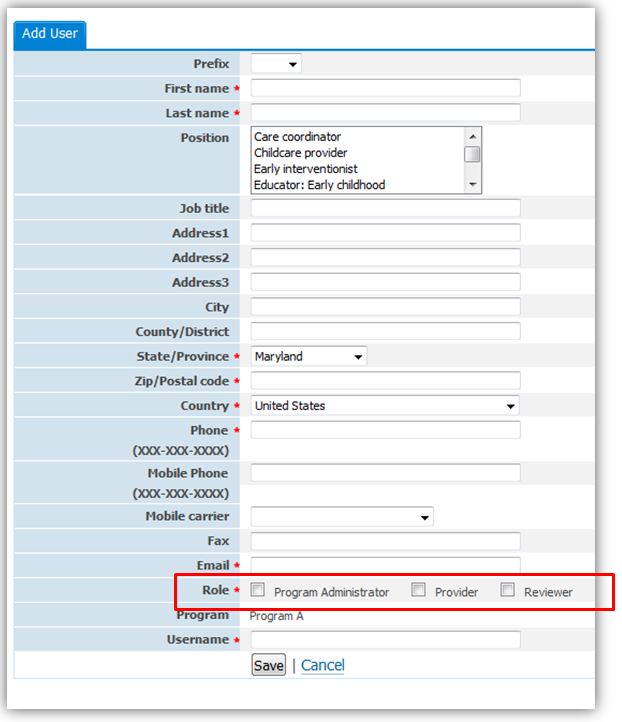 Add User
Prefix
First name *
Last name *
Position Care coordinator
Childcare provider
Early interventionist
Educator: Early childhood
Job title
Address1
Address2
Address3
City
County/District
State/Province * Maryland
Zip/Postal code *
Country * United States
Phone *
(XXX-XXX-XXXX)
Mobile Phone
(XXX-XXX-XXXX)
Mobile carrier
Fax
Email *
Role * Program Administrator Provider Reviewer
Program Program A
Username *
Save | Cancel